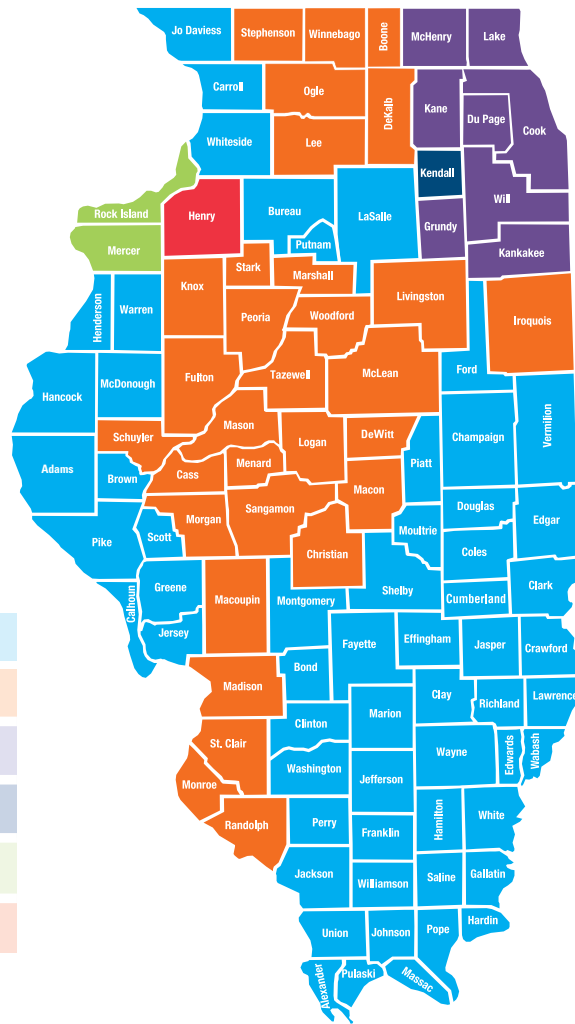 Jo Daviess
Stephenson
Winnebago
Boone
McHenry
Lake
Carroll
Ogle
DeKalb
Kane
Du Page
Cook
Whiteside
Lee
Kendall
Will
Rock Island
Henry
Bureau
LaSalle
Grundy
Mercer
Putnam
Kankakee
Stark
Marshall
Knox
Henderson
Warren
Peoria
Woodford
Livingston
Iroquois
Fulton
Tazewell
McLean
Ford
Hancock
McDonough
Mason
Vermilion
Schuyler
Logan
DeWitt
Champaign
Adams
Brown
Cass
Menard
Piatt
Macon
Morgan
Sangamon
Douglas
Edgar
Pike
Scott
Moultrie
Coles
Christian
Greene
Calhoun
Macoupin
Montgomery
Shelby
Cumberland
Clark
Jersey
Fayette
Effingham
Jasper
Crawford
Bond
Madison
Clay
Richland
Lawrence
Marion
Clinton
St. Clair
Wayne
Edwards
Wabash
Washington
Jefferson
Monroe
Randolph
Perry
Hamilton
White
Franklin
Jackson
Williamson
Saline
Gallatin
Union
Johnson
Pope
Hardin
Alexander
Pulaski
Massac